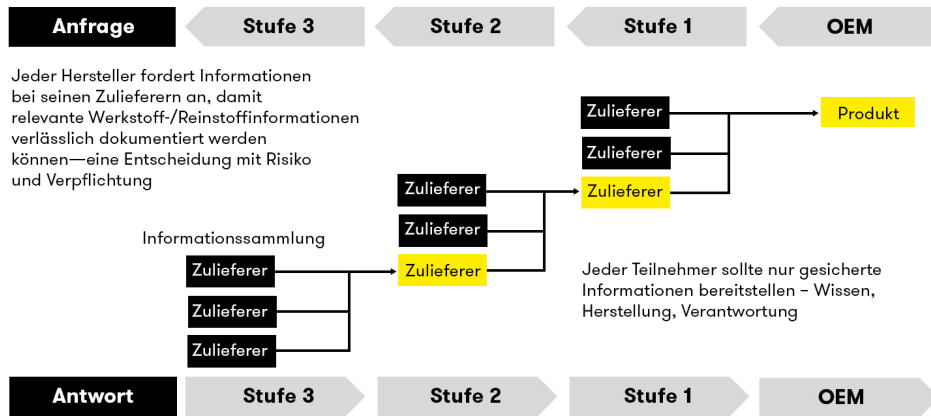 Anfrage
Stufe 3
Stufe 2
Stufe 1
OEM
Jeder Hersteller fordert Informationen
bei seinen Zulieferern an, damit
relevante Werkstoff-/Reinstoffinformationen
verlässlich dokumentiert werden
können—eine Entscheidung mit Risiko
und Verpflichtung
Zulieferer
Zulieferer
Zulieferer
Produkt
Zulieferer
Zulieferer
Zulieferer
Informationssammlung
Zulieferer
Zulieferer
Zulieferer
Jeder Teilnehmer sollte nur gesicherte
Informationen bereitstellen – Wissen,
Herstellung, Verantwortung
Antwort
Stufe 3
Stufe 2
Stufe 1
OEM